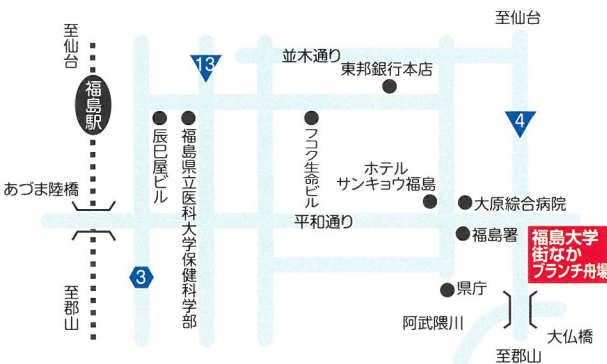 至仙台
至仙台
並木通り
13
東邦銀行本店
福島駅
4
辰巳屋ビル
福島県立医科大学保健科学部
フコク生命ビル
ホテル
サンキョウ福島
あづま陸橋
大原綜合病院
平和通り
福島署
福島大学
街なか
ブランチ舟場
3
県庁
至郡山
阿武隈川
大仏橋
至郡山